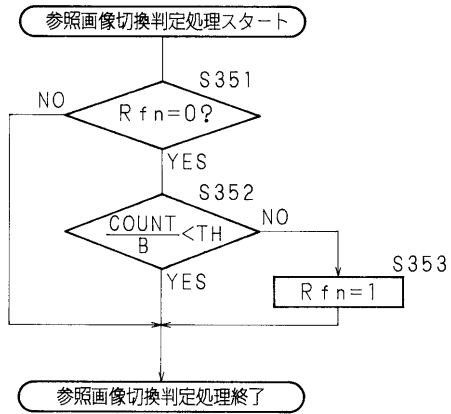 参照画像切換判定処理スタート
S351
Rfn=0?
NO
YES
S352
COUNT
B
<TH
NO
YES
S353
Rfn=1
参照画像切換判定処理終了